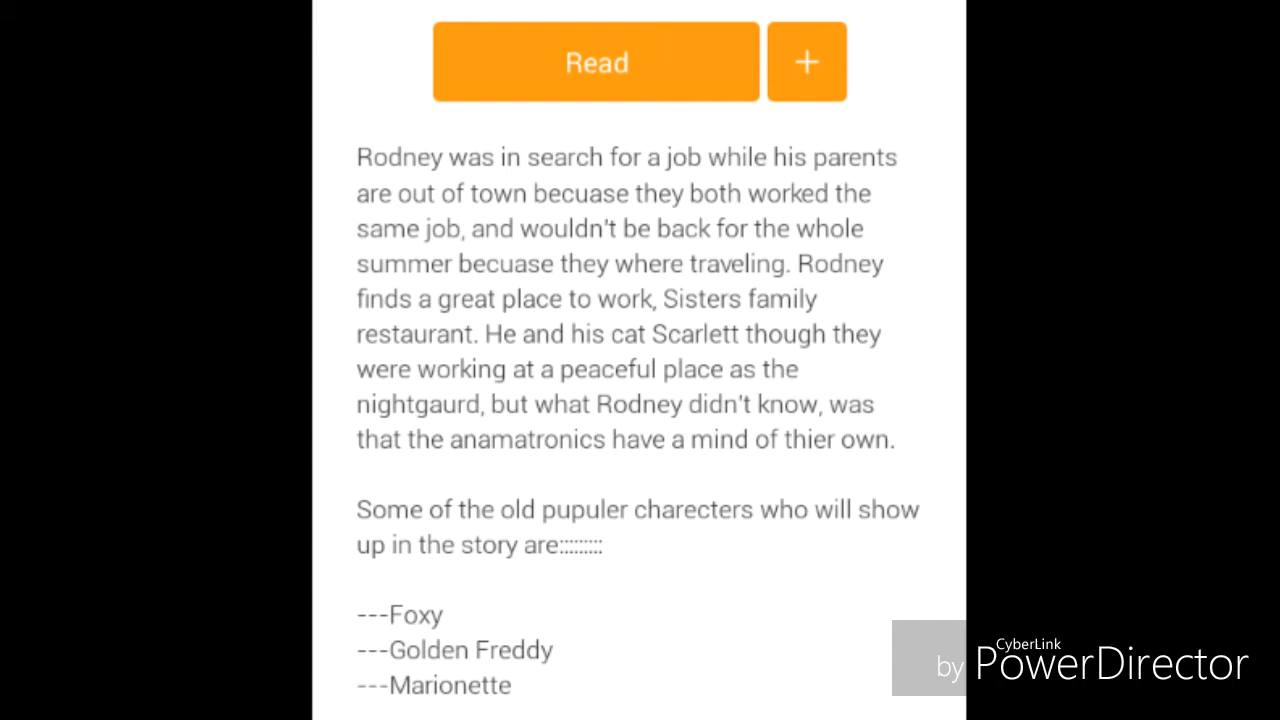 Read +
Rodney was in search for a job while his parents
are out of town becuase they both worked the
same job, and wouldn't be back for the whole
summer becuase they where traveling. Rodney
finds a great place to work, Sisters family
restaurant. He and his cat Scarlett though they
were working at a peaceful place as the
nightgaurd, but what Rodney didn't know, was
that the anamatronics have a mind of thier own.
Some of the old pupuler charecters who will show
up in the story are:::::::::
---Foxy
---Golden Freddy
---Marionette
by CyberLink
PowerDirector